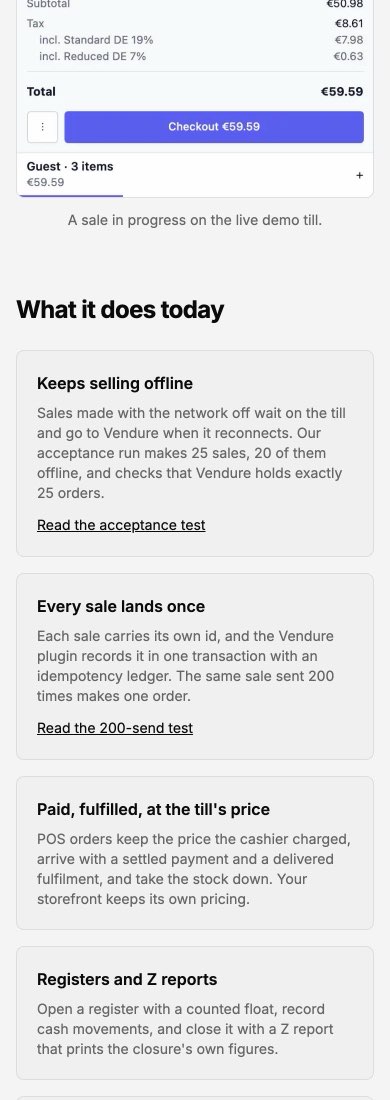 Subtotal €50.98
Tax €8.61
incl. Standard DE 19% €7.98
incl. Reduced DE 7% €0.63
Total €59.59
⋮ Checkout €59.59
Guest · 3 items
€59.59 +
A sale in progress on the live demo till.
What it does today
Keeps selling offline
Sales made with the network off wait on the till
and go to Vendure when it reconnects. Our
acceptance run makes 25 sales, 20 of them
offline, and checks that Vendure holds exactly
25 orders.
Read the acceptance test
Every sale lands once
Each sale carries its own id, and the Vendure
plugin records it in one transaction with an
idempotency ledger. The same sale sent 200
times makes one order.
Read the 200-send test
Paid, fulfilled, at the till's price
POS orders keep the price the cashier charged,
arrive with a settled payment and a delivered
fulfilment, and take the stock down. Your
storefront keeps its own pricing.
Registers and Z reports
Open a register with a counted float, record
cash movements, and close it with a Z report
that prints the closure's own figures.